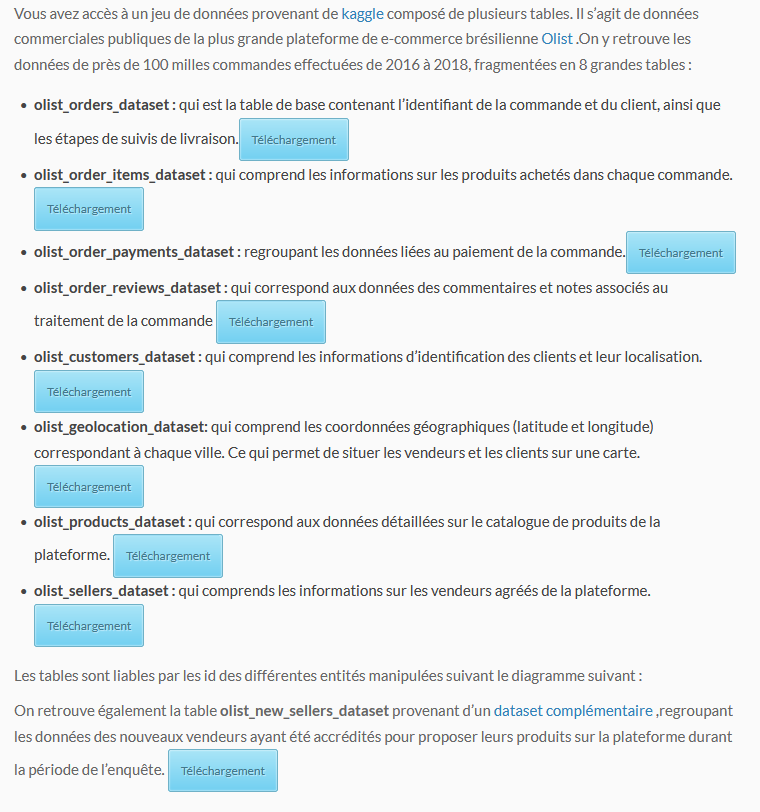 Vous avez accès à un jeu de données provenant de kaggle composé de plusieurs tables. Il s’agit de données
commerciales publiques de la plus grande plateforme de e-commerce brésilienne Olist .On y retrouve les
données de près de 100 milles commandes effectuées de 2016 à 2018, fragmentées en 8 grandes tables :
• olist_orders_dataset : qui est la table de base contenant l’identifiant de la commande et du client, ainsi que
les étapes de suivis de livraison. Téléchargement
• olist_order_items_dataset : qui comprend les informations sur les produits achetés dans chaque commande.
Téléchargement
• olist_order_payments_dataset : regroupant les données liées au paiement de la commande. Téléchargement
• olist_order_reviews_dataset : qui correspond aux données des commentaires et notes associés au
traitement de la commande Téléchargement
• olist_customers_dataset : qui comprend les informations d’identification des clients et leur localisation.
Téléchargement
• olist_geolocation_dataset: qui comprend les coordonnées géographiques (latitude et longitude)
correspondant à chaque ville. Ce qui permet de situer les vendeurs et les clients sur une carte.
Téléchargement
• olist_products_dataset : qui correspond aux données détaillées sur le catalogue de produits de la
plateforme. Téléchargement
• olist_sellers_dataset : qui comprends les informations sur les vendeurs agréés de la plateforme.
Téléchargement
Les tables sont liables par les id des différentes entités manipulées suivant le diagramme suivant :
On retrouve également la table olist_new_sellers_dataset provenant d’un dataset complémentaire ,regroupant
les données des nouveaux vendeurs ayant été accrédités pour proposer leurs produits sur la plateforme durant
la période de l’enquête. Téléchargement